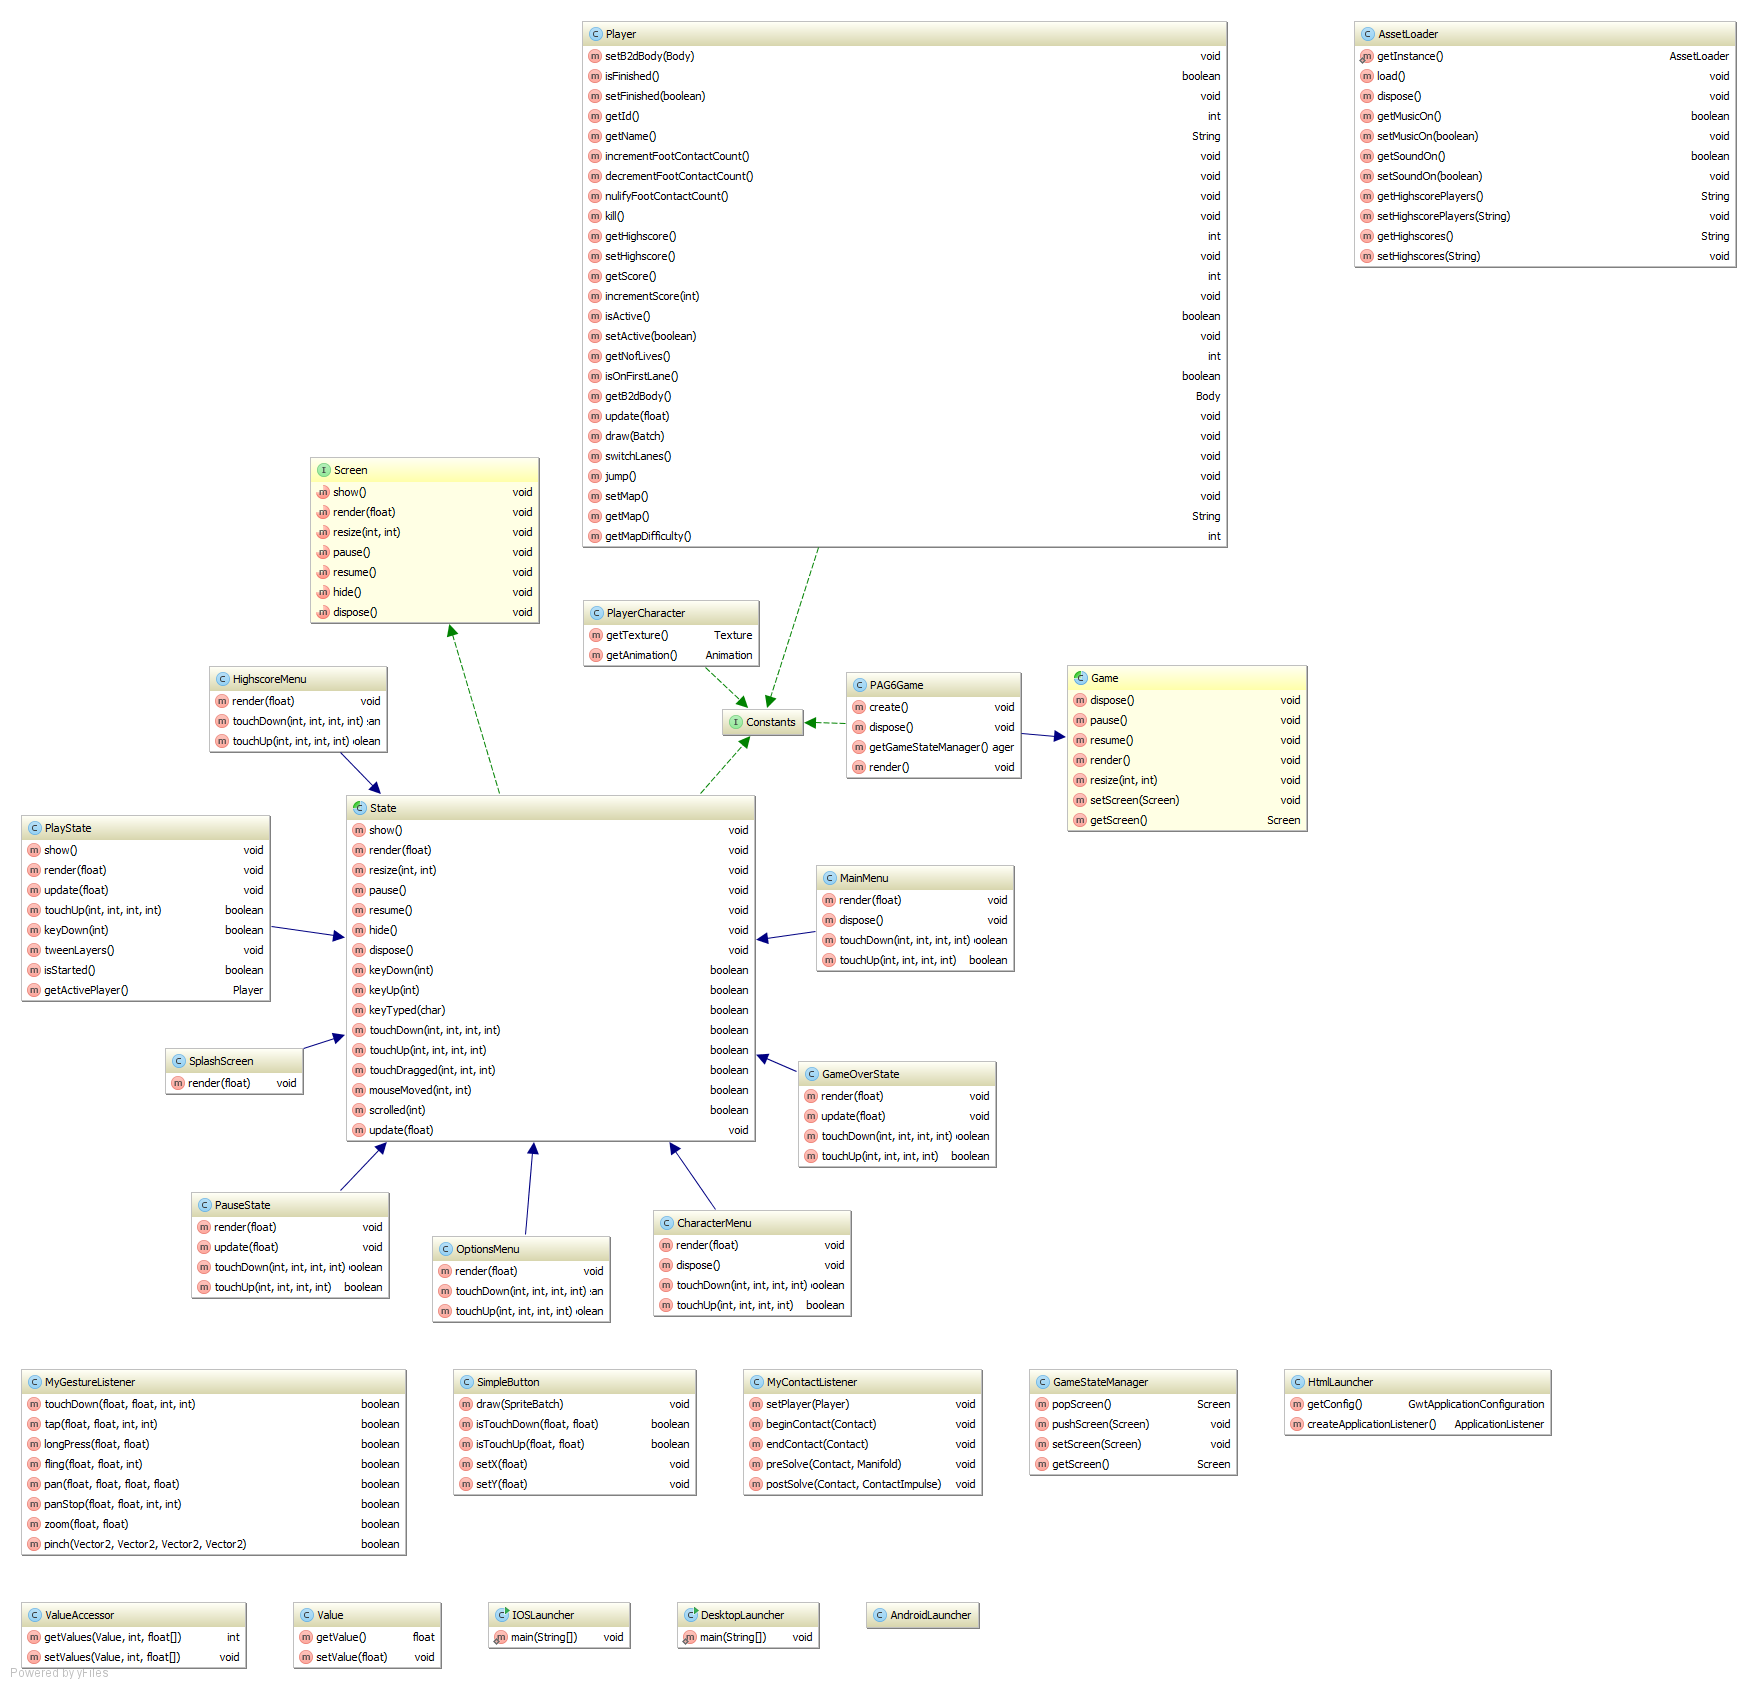 Player
setB2dBody(Body) void
isFinished() boolean
setFinished(boolean) void
getId() int
getName() String
incrementFootContactCount() void
decrementFootContactCount() void
nulifyFootContactCount() void
kill() void
getHighscore() int
setHighscore() void
getScore() int
incrementScore(int) void
isActive() boolean
setActive(boolean) void
getNofLives() int
isOnFirstLane() boolean
getB2dBody() Body
update(float) void
draw(Batch) void
switchLanes() void
jump() void
setMap() void
getMap() String
getMapDifficulty() int
AssetLoader
getInstance() AssetLoader
load() void
dispose() void
getMusicOn() boolean
setMusicOn(boolean) void
getSoundOn() boolean
setSoundOn(boolean) void
getHighscorePlayers() String
setHighscorePlayers(String) void
getHighscores() String
setHighscores(String) void
Screen
show() void
render(float) void
resize(int, int) void
pause() void
resume() void
hide() void
dispose() void
PlayerCharacter
getTexture() Texture
getAnimation() Animation
Constants
PAG6Game
create() void
dispose() void
getGameStateManager() ager
render() void
Game
dispose() void
pause() void
resume() void
render() void
resize(int, int) void
setScreen(Screen) void
getScreen() Screen
HighscoreMenu
render(float) void
touchDown(int, int, int, int) an
touchUp(int, int, int, int) olean
PlayState
show() void
render(float) void
update(float) void
touchUp(int, int, int, int) boolean
keyDown(int) boolean
tweenLayers() void
isStarted() boolean
getActivePlayer() Player
State
show() void
render(float) void
resize(int, int) void
pause() void
resume() void
hide() void
dispose() void
keyDown(int) boolean
keyUp(int) boolean
keyTyped(char) boolean
touchDown(int, int, int, int) boolean
touchUp(int, int, int, int) boolean
touchDragged(int, int, int) boolean
mouseMoved(int, int) boolean
scrolled(int) boolean
update(float) void
MainMenu
render(float) void
dispose() void
touchDown(int, int, int, int) oolean
touchUp(int, int, int, int) boolean
SplashScreen
render(float) void
GameOverState
render(float) void
update(float) void
touchDown(int, int, int, int) oolean
touchUp(int, int, int, int) boolean
PauseState
render(float) void
update(float) void
touchDown(int, int, int, int) oolean
touchUp(int, int, int, int) boolean
OptionsMenu
render(float) void
touchDown(int, int, int, int) an
touchUp(int, int, int, int) olean
CharacterMenu
render(float) void
dispose() void
touchDown(int, int, int, int) oolean
touchUp(int, int, int, int) boolean
MyGestureListener
touchDown(float, float, int, int) boolean
tap(float, float, int, int) boolean
longPress(float, float) boolean
fling(float, float, int) boolean
pan(float, float, float, float) boolean
panStop(float, float, int, int) boolean
zoom(float, float) boolean
pinch(Vector2, Vector2, Vector2, Vector2) boolean
SimpleButton
draw(SpriteBatch) void
isTouchDown(float, float) boolean
isTouchUp(float, float) boolean
setX(float) void
setY(float) void
MyContactListener
setPlayer(Player) void
beginContact(Contact) void
endContact(Contact) void
preSolve(Contact, Manifold) void
postSolve(Contact, ContactImpulse) void
GameStateManager
popScreen() Screen
pushScreen(Screen) void
setScreen(Screen) void
getScreen() Screen
HtmlLauncher
getConfig() GwtApplicationConfiguration
createApplicationListener() ApplicationListener
ValueAccessor
getValues(Value, int, float[]) int
setValues(Value, int, float[]) void
Value
getValue() float
setValue(float) void
IOSLauncher
main(String[]) void
DesktopLauncher
main(String[]) void
AndroidLauncher
Powered by yFiles